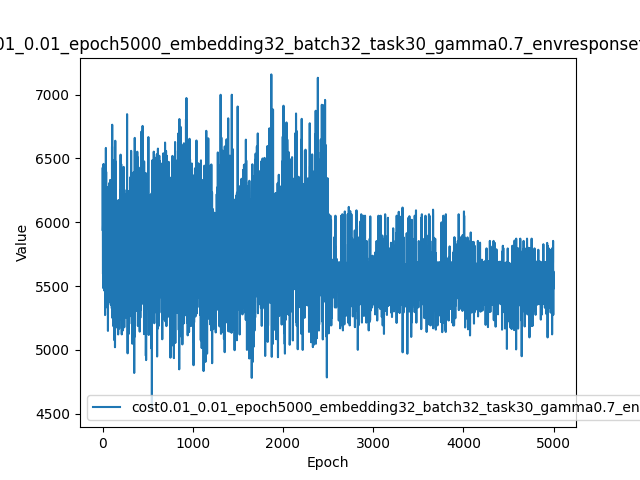 01_0.01_epoch5000_embedding32_batch32_task30_gamma0.7_envresponset
7000
6500
6000
5500
5000
4500
Value
cost0.01_0.01_epoch5000_embedding32_batch32_task30_gamma0.7_en
0 1000 2000 3000 4000 5000
Epoch